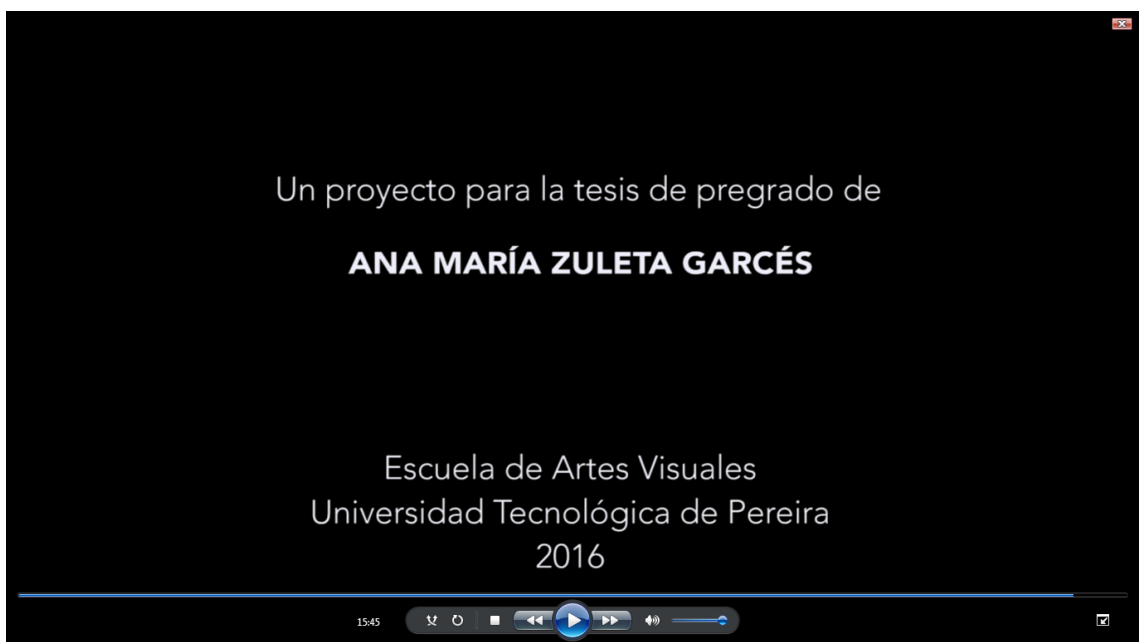 Un proyecto para la tesis de pregrado de
ANA MARÍA ZULETA GARCÉS
Escuela de Artes Visuales
Universidad Tecnológica de Pereira
2016
15:45